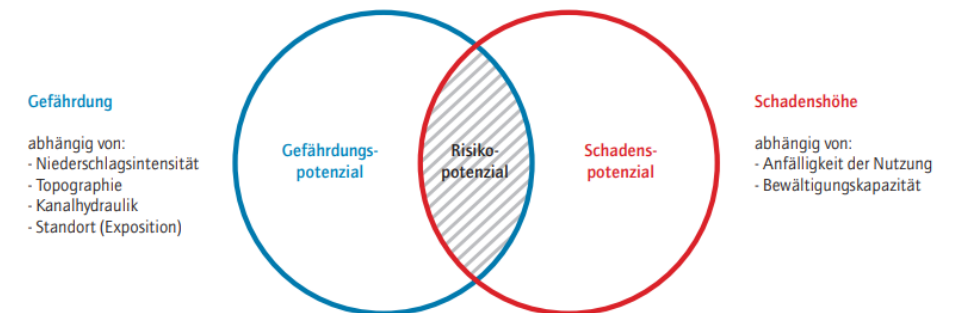 Gefährdung
abhängig von:
- Niederschlagsintensität
- Topographie
- Kanalhydraulik
- Standort (Exposition)
Gefährdungs-
potenzial
Risiko-
potenzial
Schadens-
potenzial
Schadenshöhe
abhängig von:
- Anfälligkeit der Nutzung
- Bewältigungskapazität